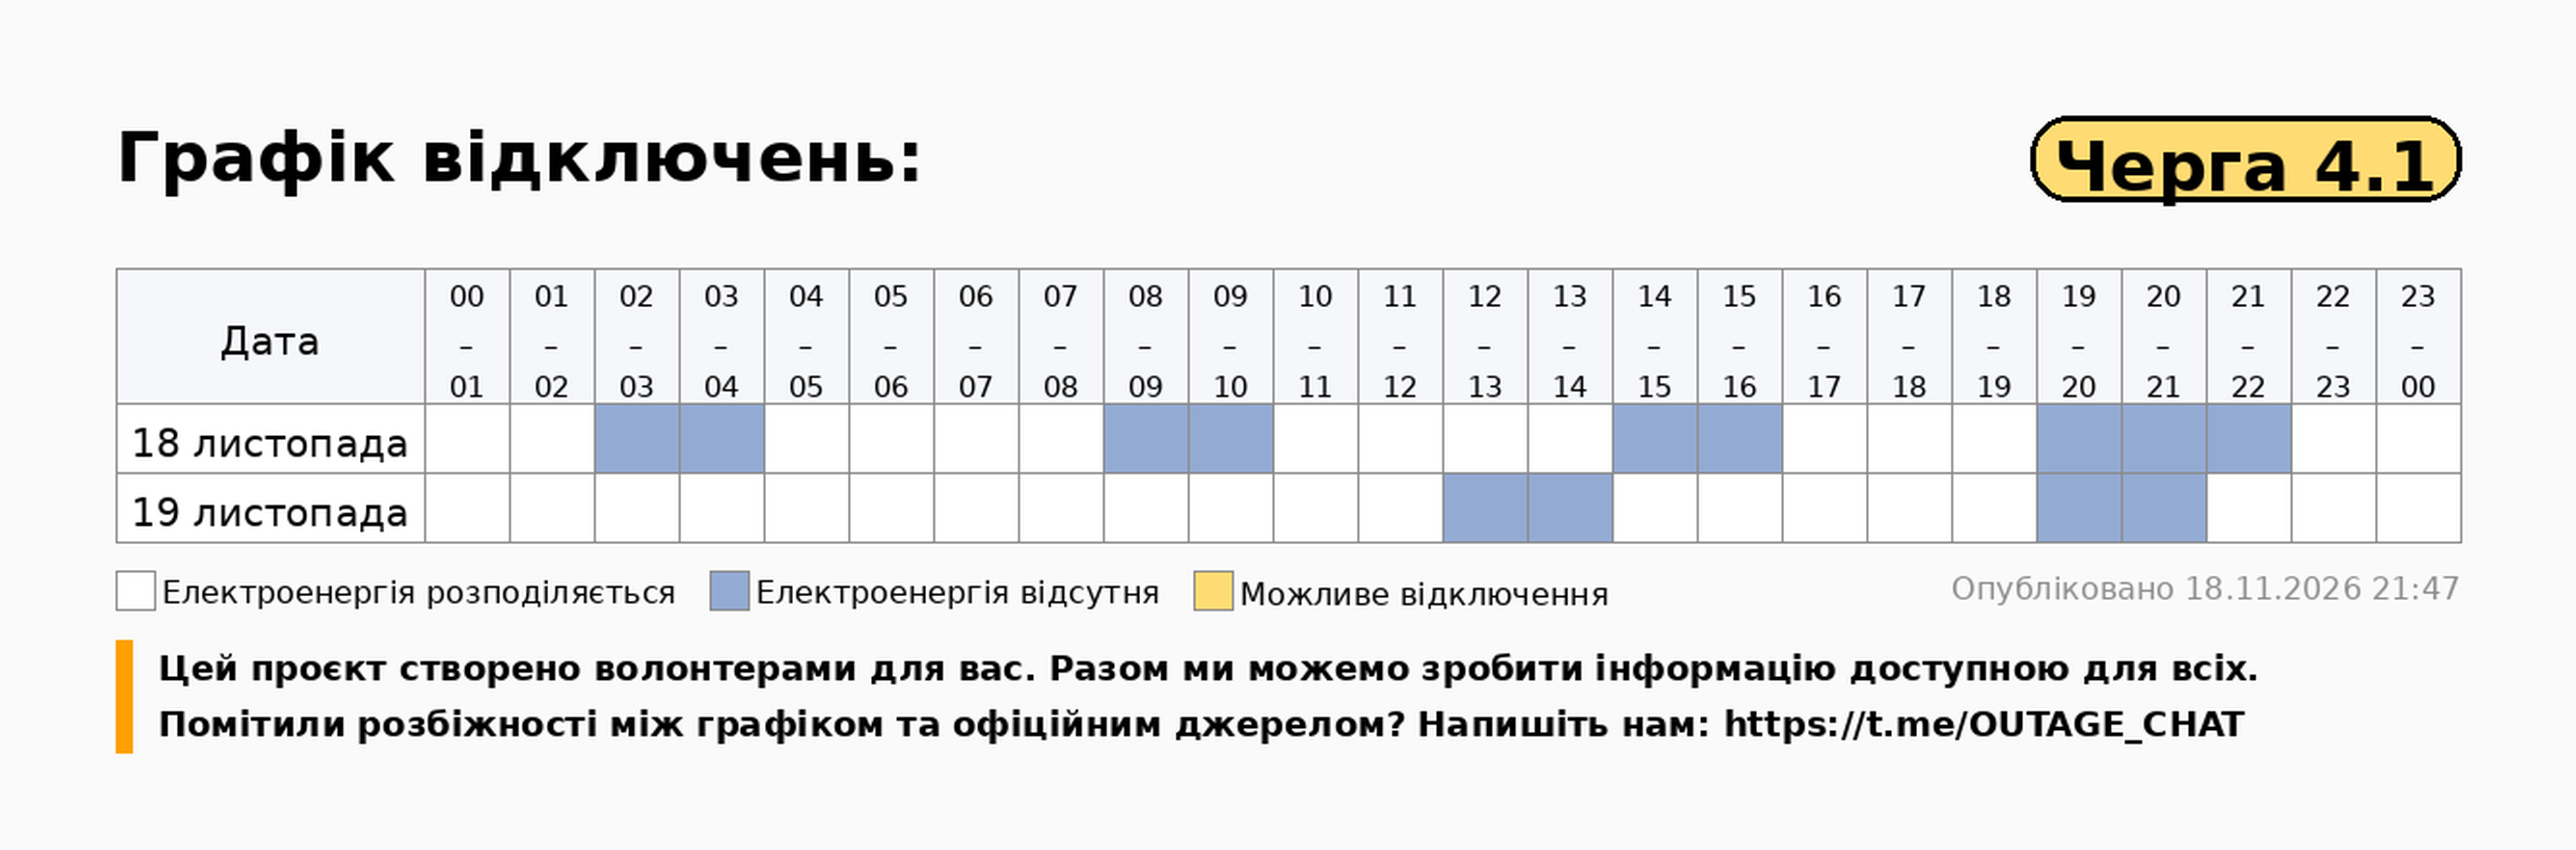 Графік відключень:
Черга 4.1
Дата
00 – 01
01 – 02
02 – 03
03 – 04
04 – 05
05 – 06
06 – 07
07 – 08
08 – 09
09 – 10
10 – 11
11 – 12
12 – 13
13 – 14
14 – 15
15 – 16
16 – 17
17 – 18
18 – 19
19 – 20
20 – 21
21 – 22
22 – 23
23 – 00
18 листопада
19 листопада
Електроенергія розподіляється
Електроенергія відсутня
Можливе відключення
Опубліковано 18.11.2026 21:47
Цей проєкт створено волонтерами для вас. Разом ми можемо зробити інформацію доступною для всіх.
Помітили розбіжності між графіком та офіційним джерелом? Напишіть нам: https://t.me/OUTAGE_CHAT